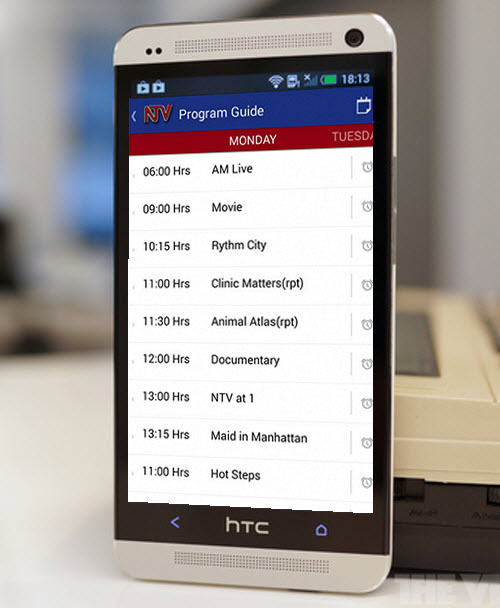 18:13
NTV Program Guide
MONDAY TUESDA
06:00 Hrs AM Live
09:00 Hrs Movie
10:15 Hrs Rythm City
11:00 Hrs Clinic Matters(rpt)
11:30 Hrs Animal Atlas(rpt)
12:00 Hrs Documentary
13:00 Hrs NTV at 1
13:15 Hrs Maid in Manhattan
11:00 Hrs Hot Steps
hTC
THE V